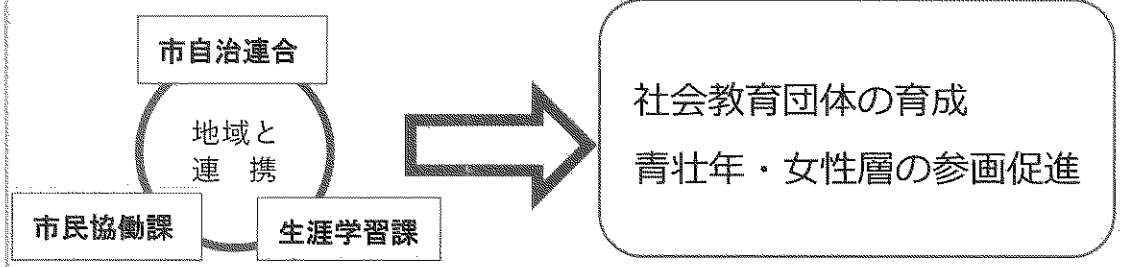 市自治連合
地域と
連携
市民協働課
生涯学習課
社会教育団体の育成
青壮年・女性層の参画促進